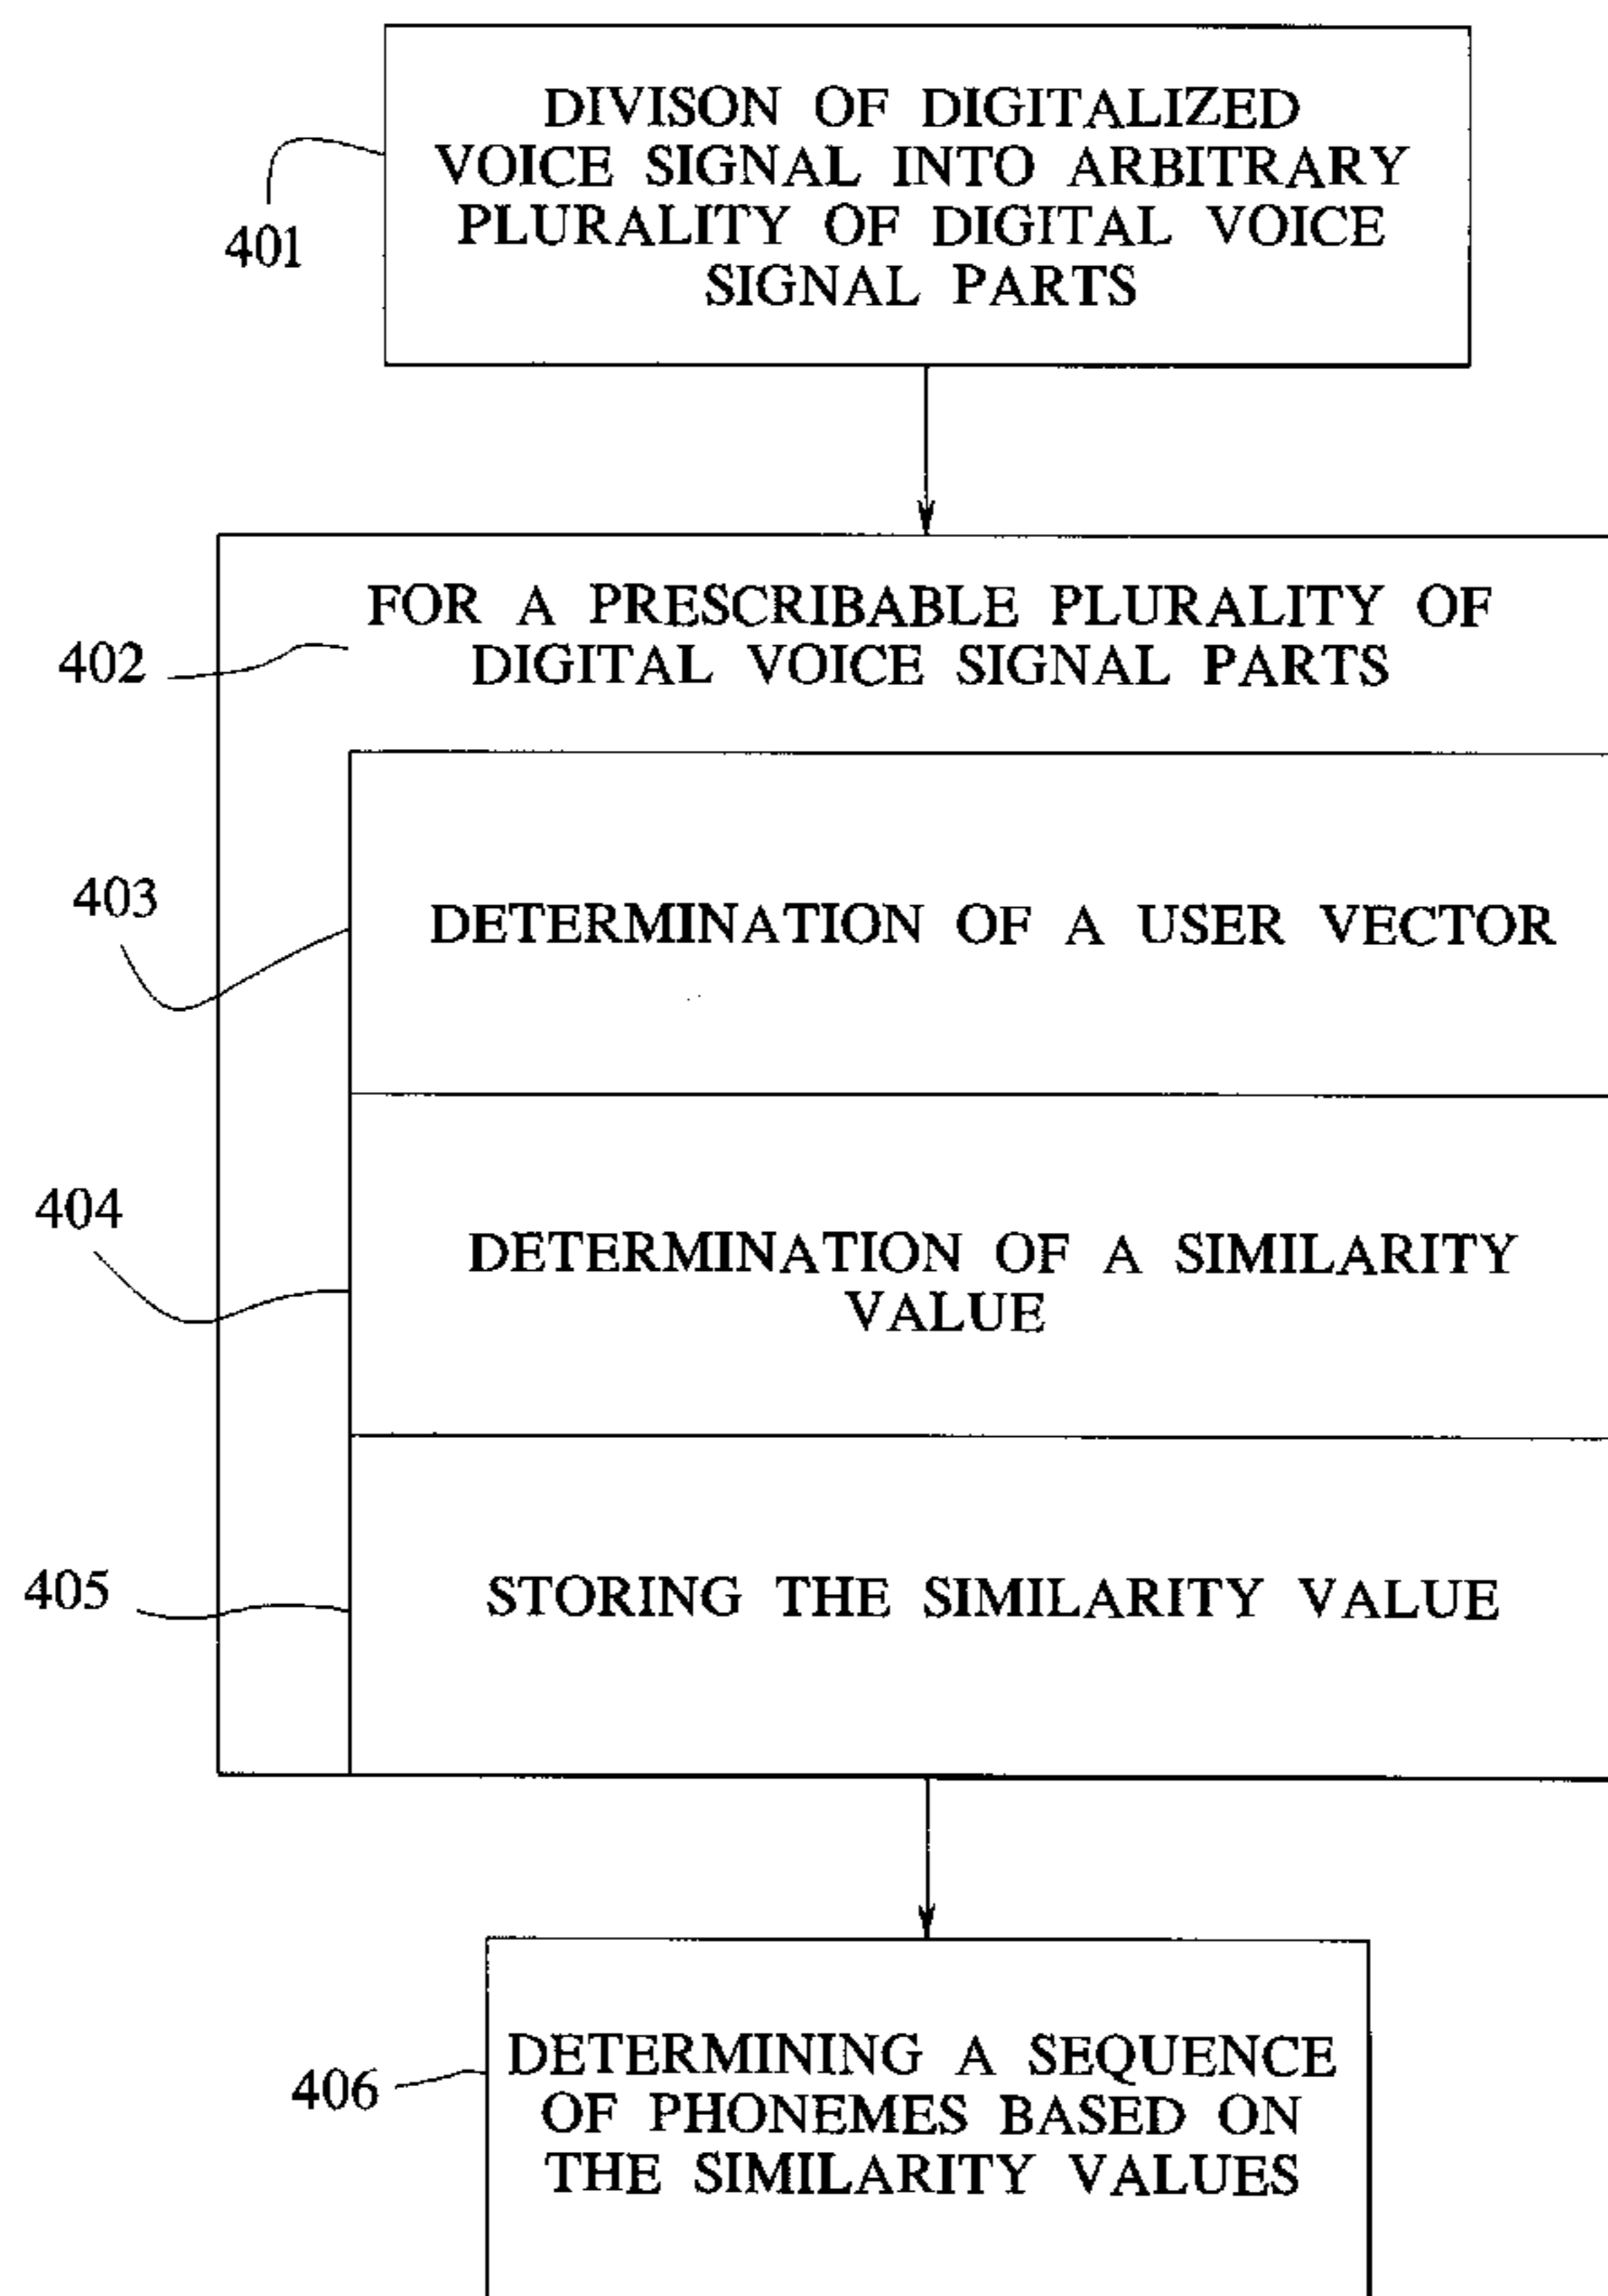 DIVISON OF DIGITALIZED
VOICE SIGNAL INTO ARBITRARY
PLURALITY OF DIGITAL VOICE
SIGNAL PARTS
401
FOR A PRESCRIBABLE PLURALITY OF
DIGITAL VOICE SIGNAL PARTS
402
403
DETERMINATION OF A USER VECTOR
404
DETERMINATION OF A SIMILARITY
VALUE
405
STORING THE SIMILARITY VALUE
406
DETERMINING A SEQUENCE
OF PHONEMES BASED ON
THE SIMILARITY VALUES